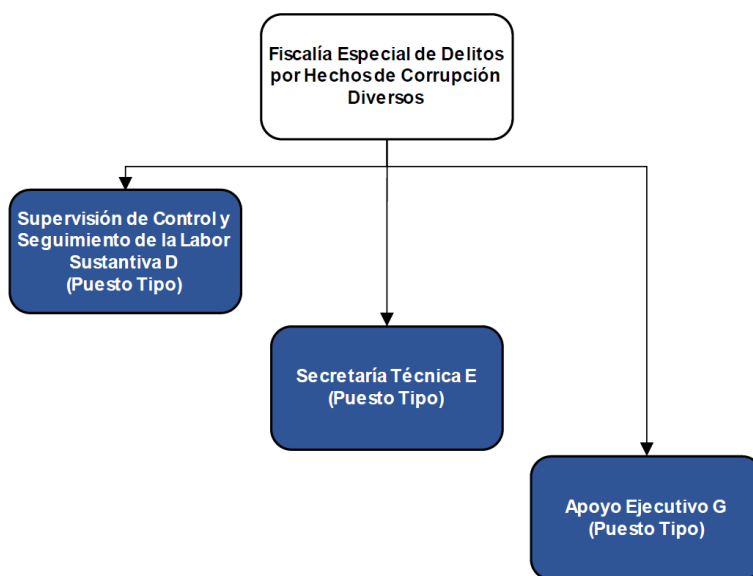 Fiscalía Especial de Delitos
por Hechos de Corrupción
Diversos
Supervisión de Control y
Seguimiento de la Labor
Sustantiva D
(Puesto Tipo)
Secretaría Técnica E
(Puesto Tipo)
Apoyo Ejecutivo G
(Puesto Tipo)